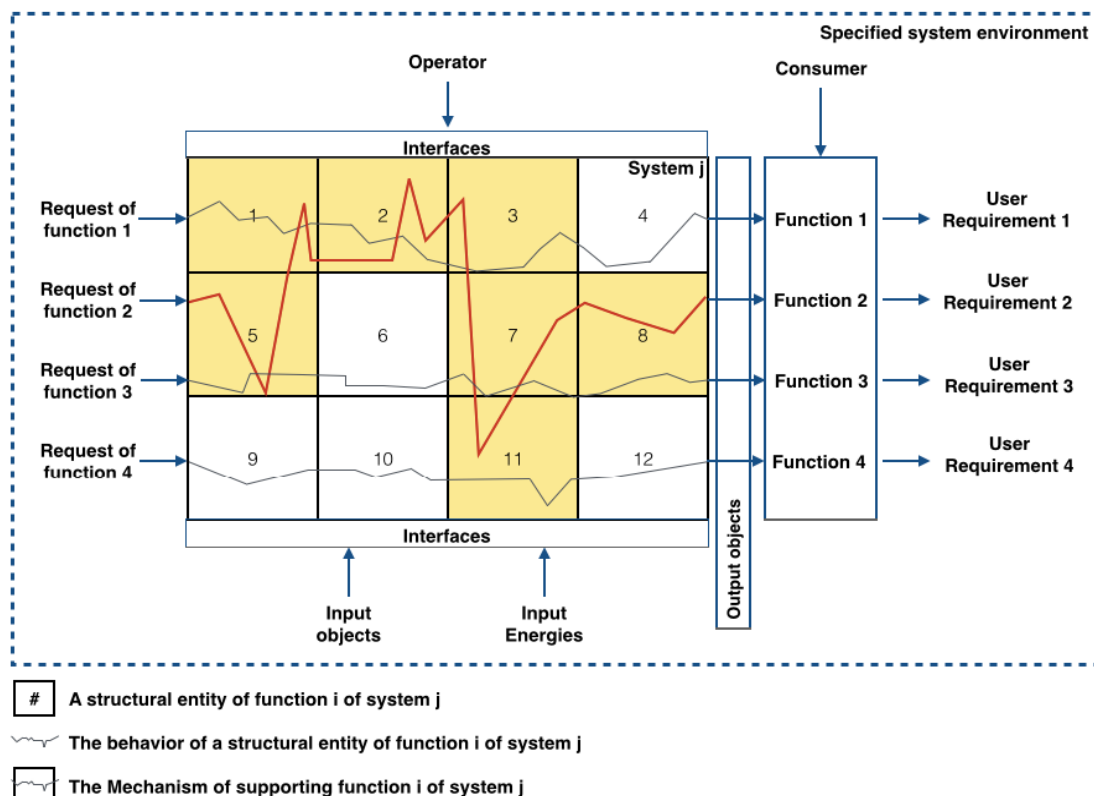 Specified system environment
Operator
Consumer
Interfaces
System j
Request of
function 1
1
2
3
4
Function 1
User
Requirement 1
Request of
function 2
5
6
7
8
Function 2
User
Requirement 2
Request of
function 3
Function 3
User
Requirement 3
Request of
function 4
9
10
11
12
Function 4
User
Requirement 4
Interfaces
Output objects
Input
objects
Input
Energies
# A structural entity of function i of system j
The behavior of a structural entity of function i of system j
The Mechanism of supporting function i of system j